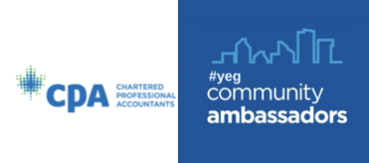 CPA
CHARTERED
PROFESSIONAL
ACCOUNTANTS
#yeg
community
ambassadors